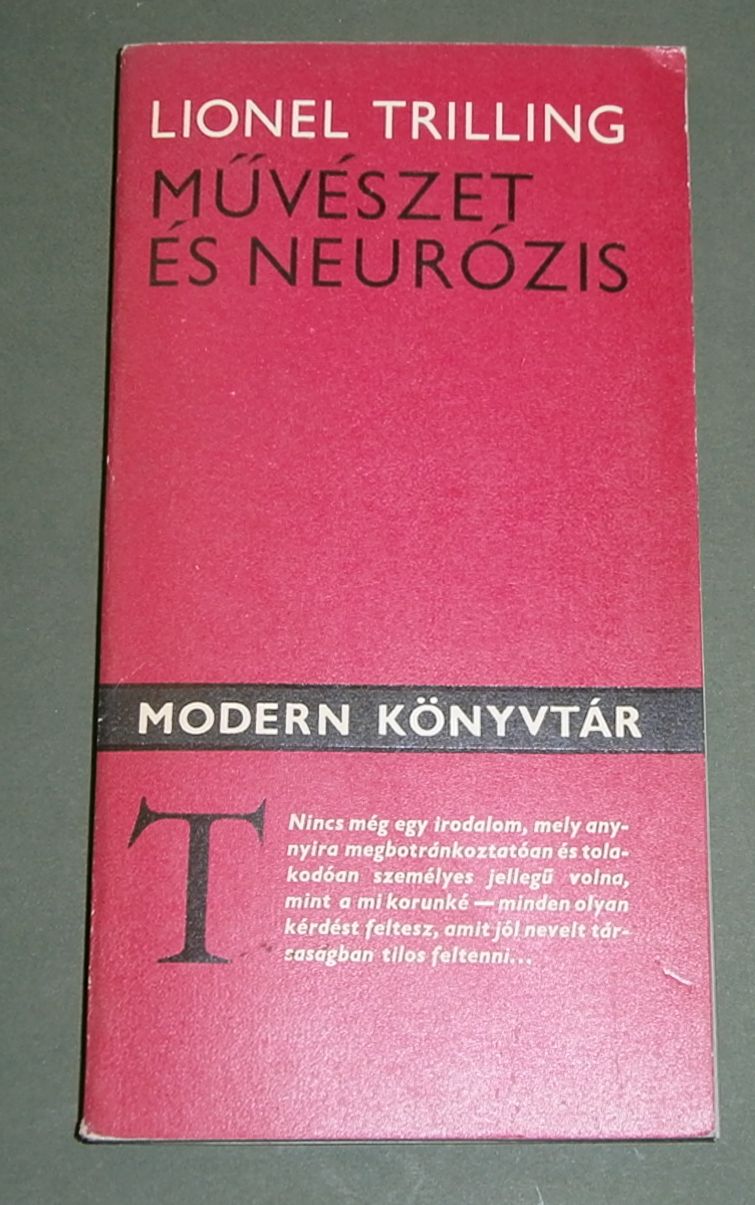 LIONEL TRILLING
MŰVÉSZET
ÉS NEURÓZIS
MODERN KÖNYVTÁR
T
Nincs még egy irodalom, mely any-
nyira megbotránkoztatóan és tola-
kodóan személyes jellegű volna,
mint a mi korunké — minden olyan
kérdést feltesz, amit jól nevelt tár-
saságban tilos feltenni...